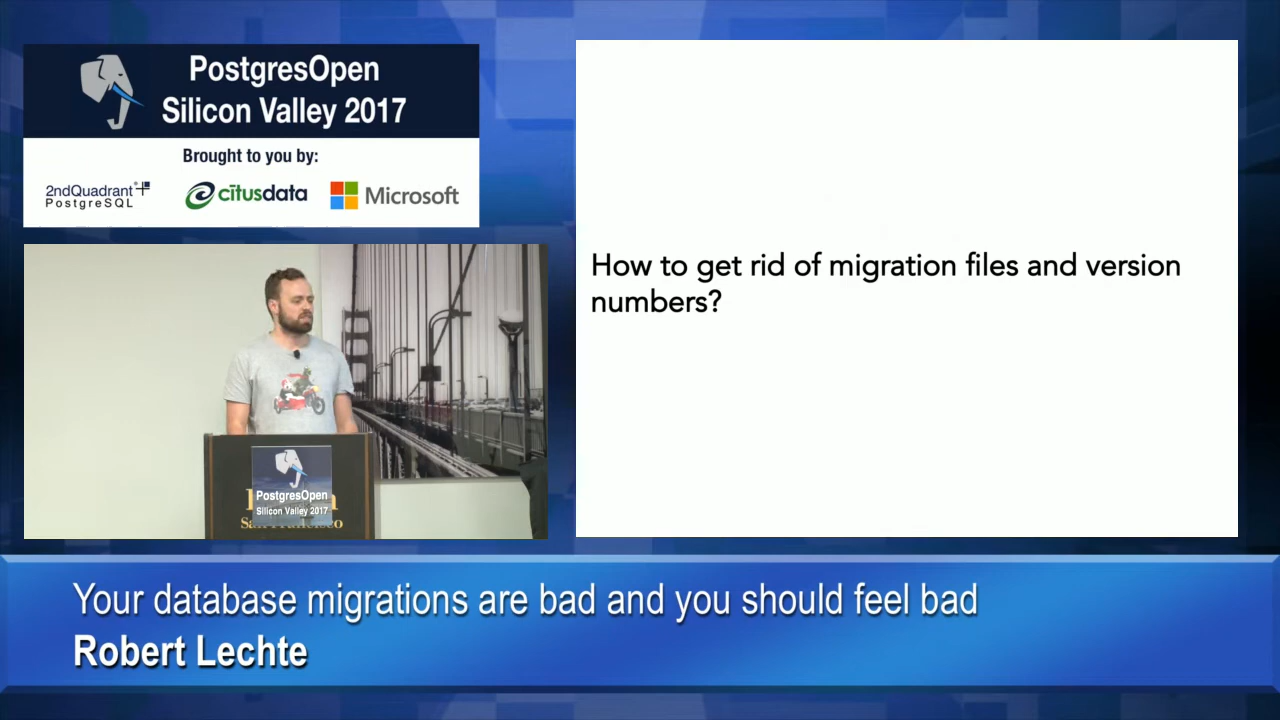 PostgresOpen
Silicon Valley 2017
Brought to you by:
2ndQuadrant
PostgreSQL
citusdata
Microsoft
How to get rid of migration files and version
numbers?
PostgresOpen
Silicon Valley 2017
Your database migrations are bad and you should feel bad
Robert Lechte